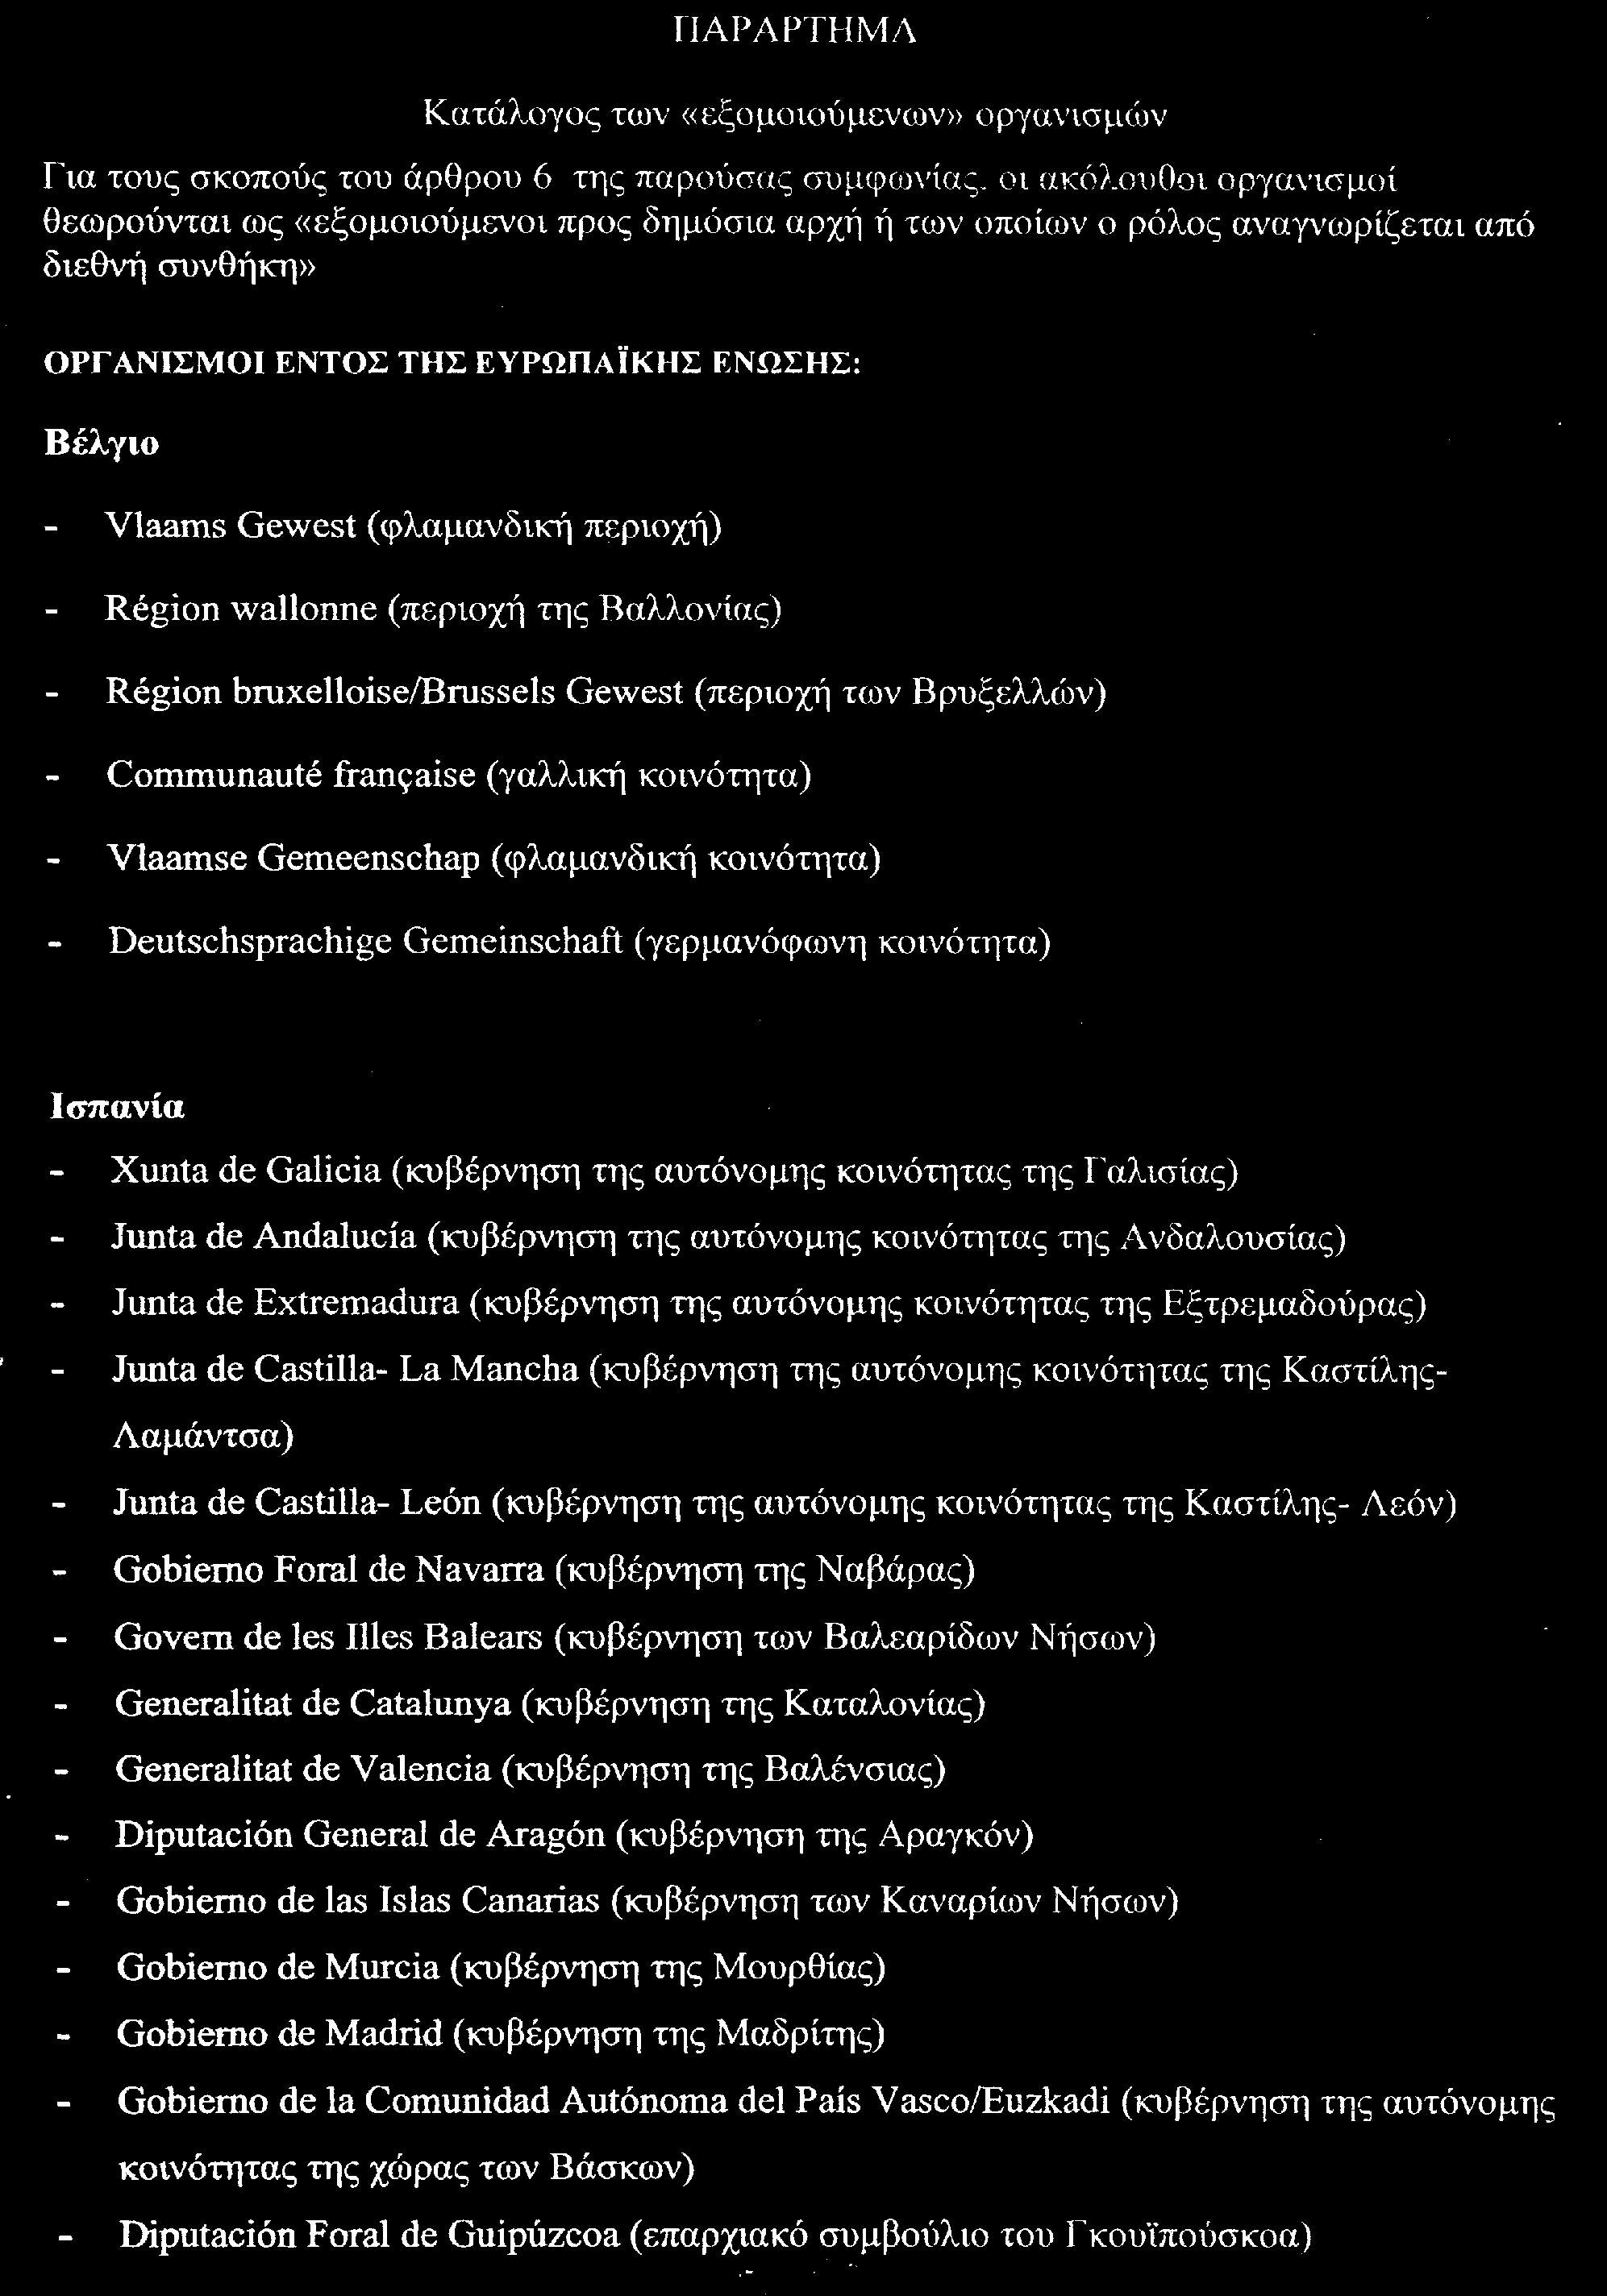 ΠΑΡΑΡΤΗΜΑ
Κατάλογος των «εξομοιούμενων» οργανισμών
Για τους σκοπούς του άρθρου 6 της παρούσας συμφωνίας, οι ακόλουθοι οργανισμοί
θεωρούνται ως «εξομοιούμενοι προς δημόσια αρχή ή των οποίων ο ρόλος αναγνωρίζεται από
διεθνή συνθήκη»
ΟΡΓΑΝΙΣΜΟΙ ΕΝΤΟΣ ΤΗΣ ΕΥΡΩΠΑΪΚΗΣ ΕΝΩΣΗΣ:
Βέλγιο
- Vlaams Gewest (φλαμανδική περιοχή)
- Région wallonne (περιοχή της Βαλλονίας)
- Région bruxelloise/Brussels Gewest (περιοχή των Βρυξελλών)
- Communauté française (γαλλική κοινότητα)
- Vlaamse Gemeenschap (φλαμανδική κοινότητα)
- Deutschsprachige Gemeinschaft (γερμανόφωνη κοινότητα)
Ισπανία
- Xunta de Galicia (κυβέρνηση της αυτόνομης κοινότητας της Γαλισίας)
- Junta de Andalucía (κυβέρνηση της αυτόνομης κοινότητας της Ανδαλουσίας)
- Junta de Extremadura (κυβέρνηση της αυτόνομης κοινότητας της Εξτρεμαδούρας)
- Junta de Castilla- La Mancha (κυβέρνηση της αυτόνομης κοινότητας της Καστίλης-
Λαμάντσα)
- Junta de Castilla- León (κυβέρνηση της αυτόνομης κοινότητας της Καστίλης- Λεόν)
- Gobierno Foral de Navarra (κυβέρνηση της Ναβάρας)
- Govern de les Illes Balears (κυβέρνηση των Βαλεαρίδων Νήσων)
- Generalitat de Catalunya (κυβέρνηση της Καταλονίας)
- Generalitat de Valencia (κυβέρνηση της Βαλένσιας)
- Diputación General de Aragón (κυβέρνηση της Αραγκόν)
- Gobierno de las Islas Canarias (κυβέρνηση των Καναρίων Νήσων)
- Gobierno de Murcia (κυβέρνηση της Μουρθίας)
- Gobierno de Madrid (κυβέρνηση της Μαδρίτης)
- Gobierno de la Comunidad Autónoma del País Vasco/Euzkadi (κυβέρνηση της αυτόνομης
κοινότητας της χώρας των Βάσκων)
- Diputación Foral de Guipúzcoa (επαρχιακό συμβούλιο του Γκουϊπούσκοα)